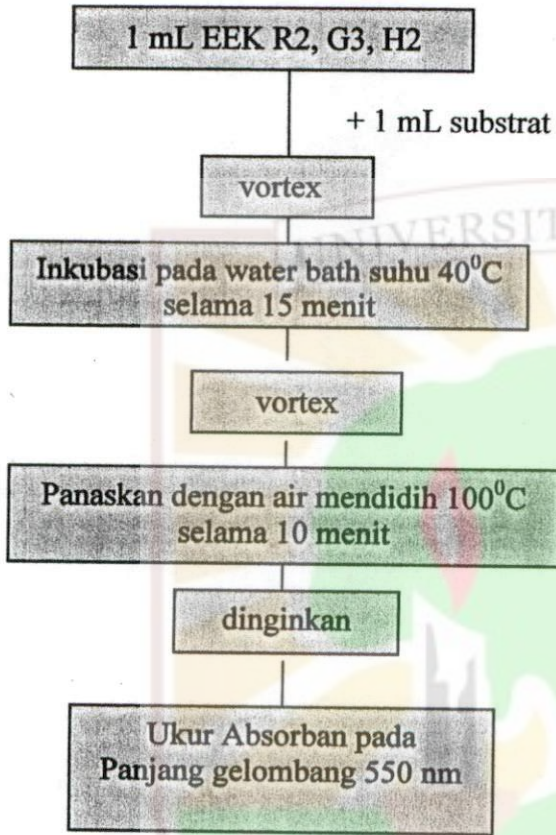 1 mL EEK R2, G3, H2
+ 1 mL substrat
vortex
UNIVERSIT
Inkubasi pada water bath suhu 40⁰C
selama 15 menit
vortex
Panaskan dengan air mendidih 100⁰C
selama 10 menit
dinginkan
Ukur Absorban pada
Panjang gelombang 550 nm